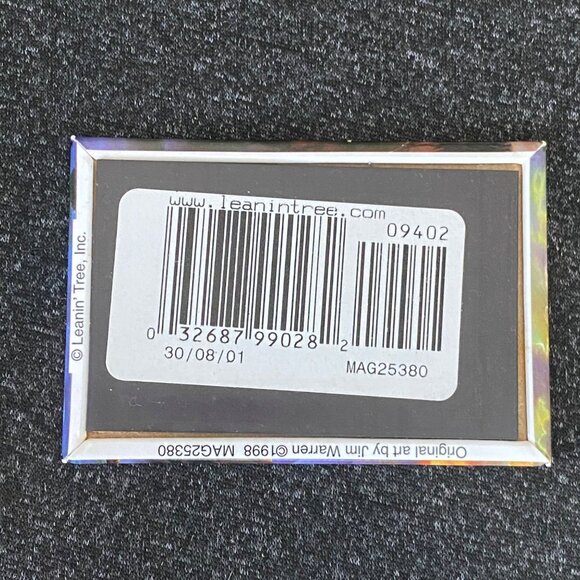 www.leanintree.com
09402
0 32687 99028 2
30/08/01
MAG25380
© Leanin' Tree, Inc.
Original art by Jim Warren ©1998 MAG25380